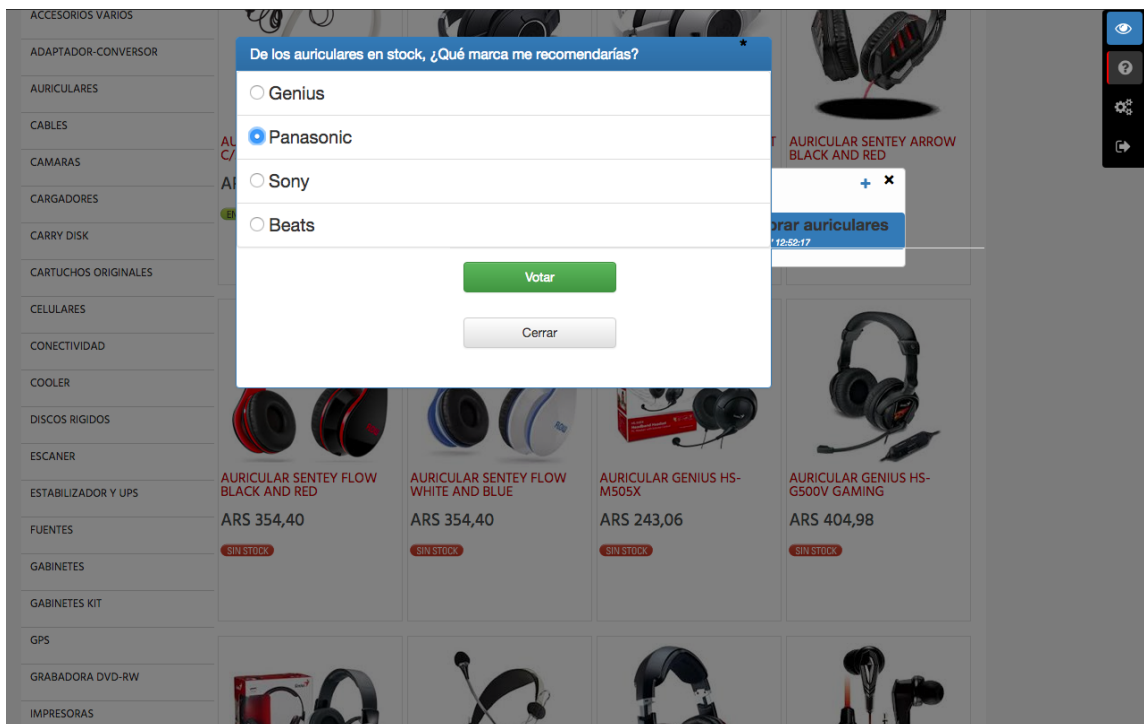 ACCESORIOS VARIOS
ADAPTADOR-CONVERSOR
AURICULARES
CABLES
CAMARAS
CARGADORES
CARRY DISK
CARTUCHOS ORIGINALES
CELULARES
CONECTIVIDAD
COOLER
DISCOS RIGIDOS
ESCANER
ESTABILIZADOR Y UPS
FUENTES
GABINETES
GABINETES KIT
GPS
GRABADORA DVD-RW
IMPRESORAS
De los auriculares en stock, ¿Qué marca me recomendarías? *
Genius
Panasonic
Sony
Beats
Votar
Cerrar
AURICULAR SENTEY ARROW
BLACK AND RED
auriculares
12:52:17
AURICULAR SENTEY FLOW
BLACK AND RED
ARS 354,40
SIN STOCK
AURICULAR SENTEY FLOW
WHITE AND BLUE
ARS 354,40
SIN STOCK
AURICULAR GENIUS HS-
M505X
ARS 243,06
SIN STOCK
AURICULAR GENIUS HS-
G500V GAMING
ARS 404,98
SIN STOCK